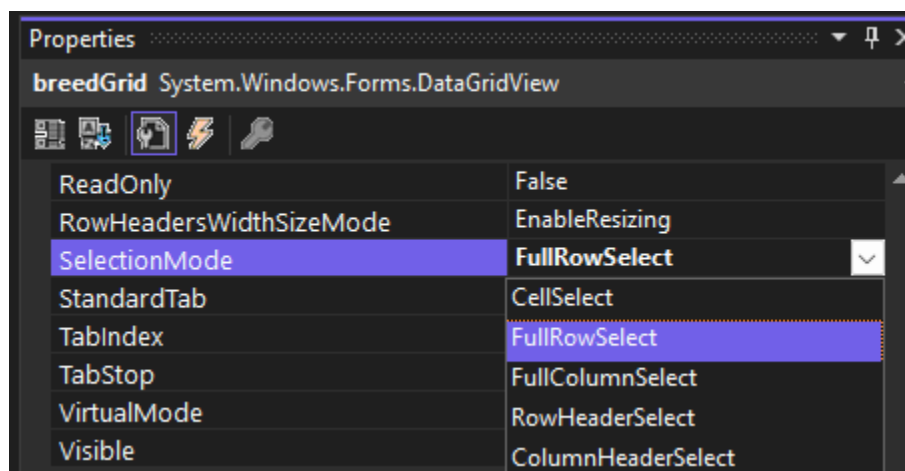 Properties
breedGrid System.Windows.Forms.DataGridView
ReadOnly False
RowHeadersWidthSizeMode EnableResizing
SelectionMode FullRowSelect
StandardTab CellSelect
TabIndex FullRowSelect
TabStop FullColumnSelect
VirtualMode RowHeaderSelect
Visible ColumnHeaderSelect